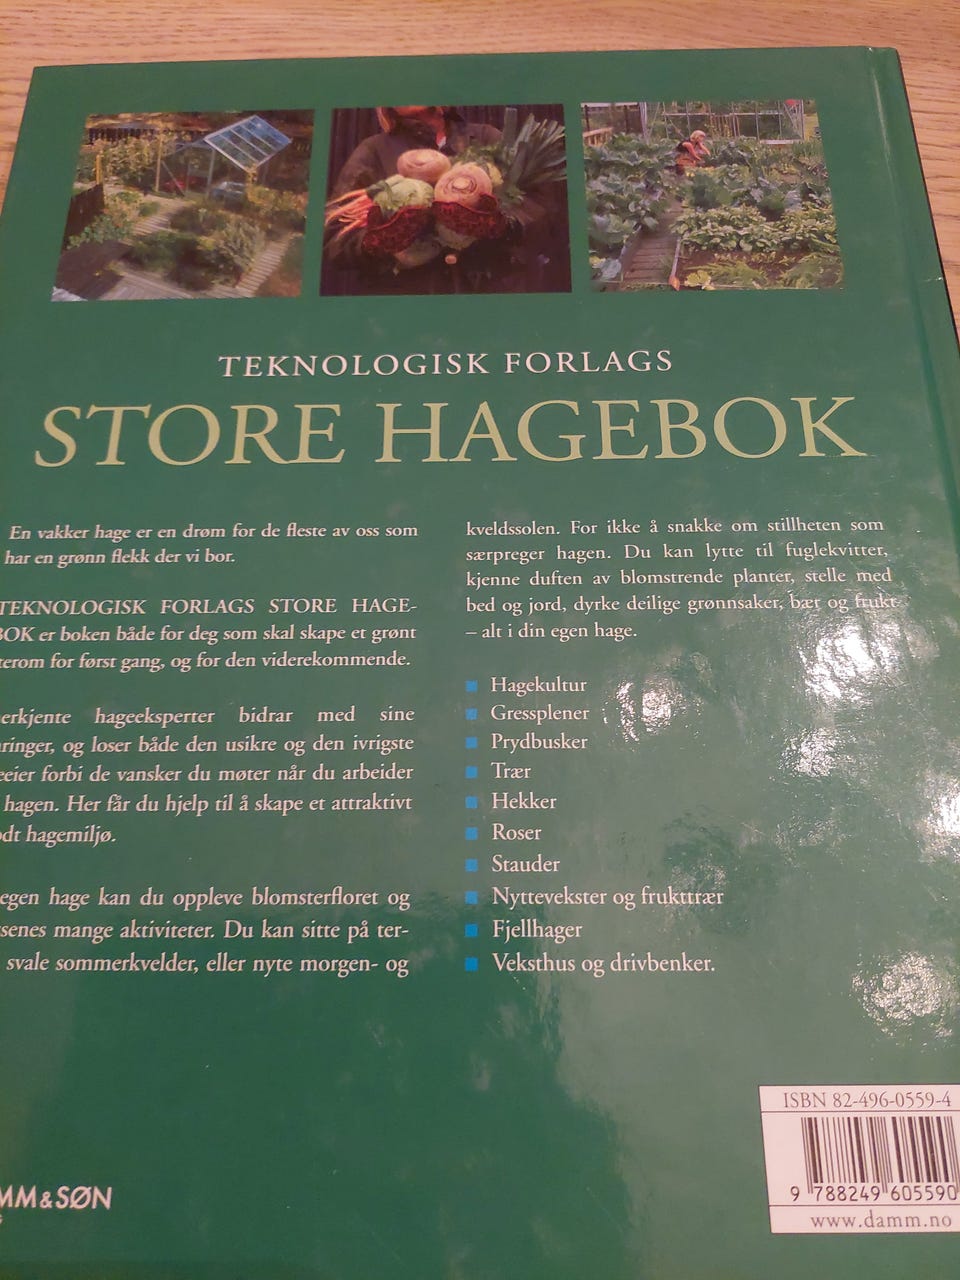 TEKNOLOGISK FORLAGS
STORE HAGEBOK
En vakker hage er en drøm for de fleste av oss som
har en grønn flekk der vi bor.
TEKNOLOGISK FORLAGS STORE HAGE-
BOK er boken både for deg som skal skape et grønt
terom for først gang, og for den viderekommende.
erkjente hageeksperter bidrar med sine
ringer, og loser både den usikre og den ivrigste
eier forbi de vansker du møter når du arbeider
hagen. Her får du hjelp til å skape et attraktivt
dt hagemiljø.
egen hage kan du oppleve blomsterfloret og
senes mange aktiviteter. Du kan sitte på ter-
svale sommerkvelder, eller nyte morgen- og
kveldssolen. For ikke å snakke om stillheten som
særpreger hagen. Du kan lytte til fuglekvitter,
kjenne duften av blomstrende planter, stelle med
bed og jord, dyrke deilige grønnsaker, bær og frukt
– alt i din egen hage.
Hagekultur
Gressplener
Prydbusker
Trær
Hekker
Roser
Stauder
Nyttevekster og frukttrær
Fjellhager
Veksthus og drivbenker.
ISBN 82-496-0559-4
9 788249 605590
www.damm.no
MM & SØN